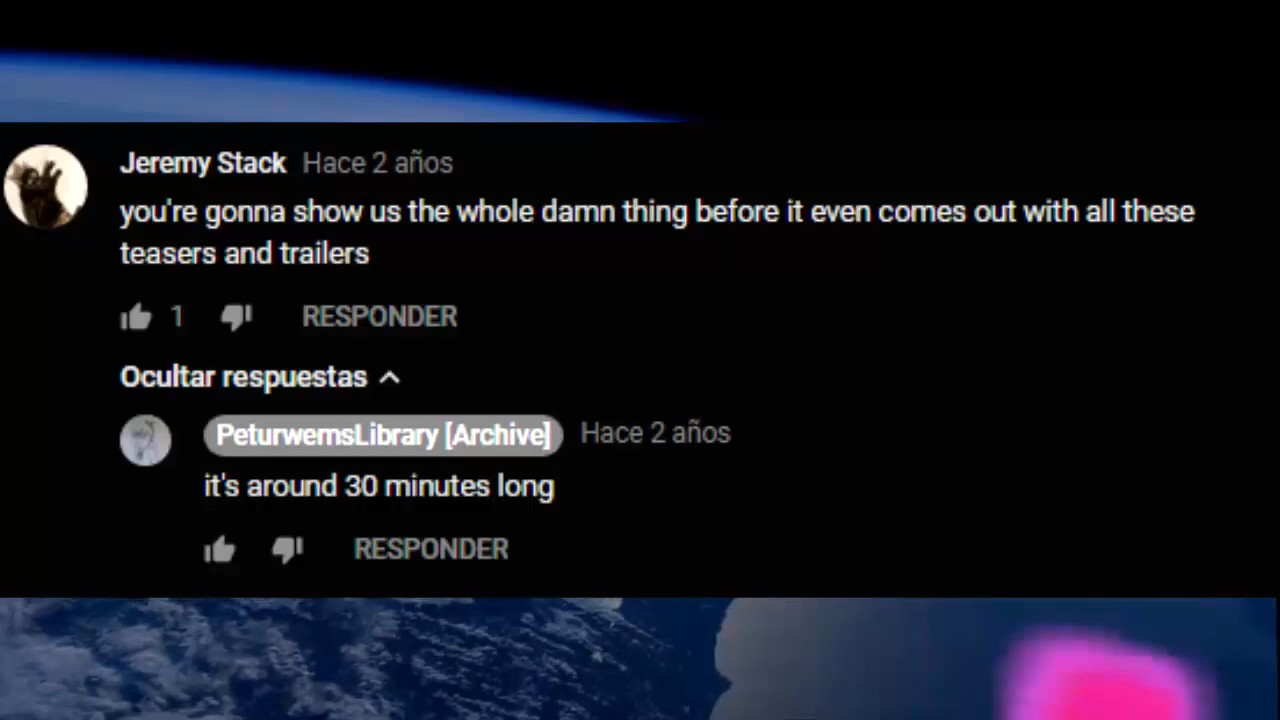 Jeremy Stack Hace 2 años
you're gonna show us the whole damn thing before it even comes out with all these
teasers and trailers
1 RESPONDER
Ocultar respuestas
PeturwemsLibrary [Archive] Hace 2 años
it's around 30 minutes long
RESPONDER